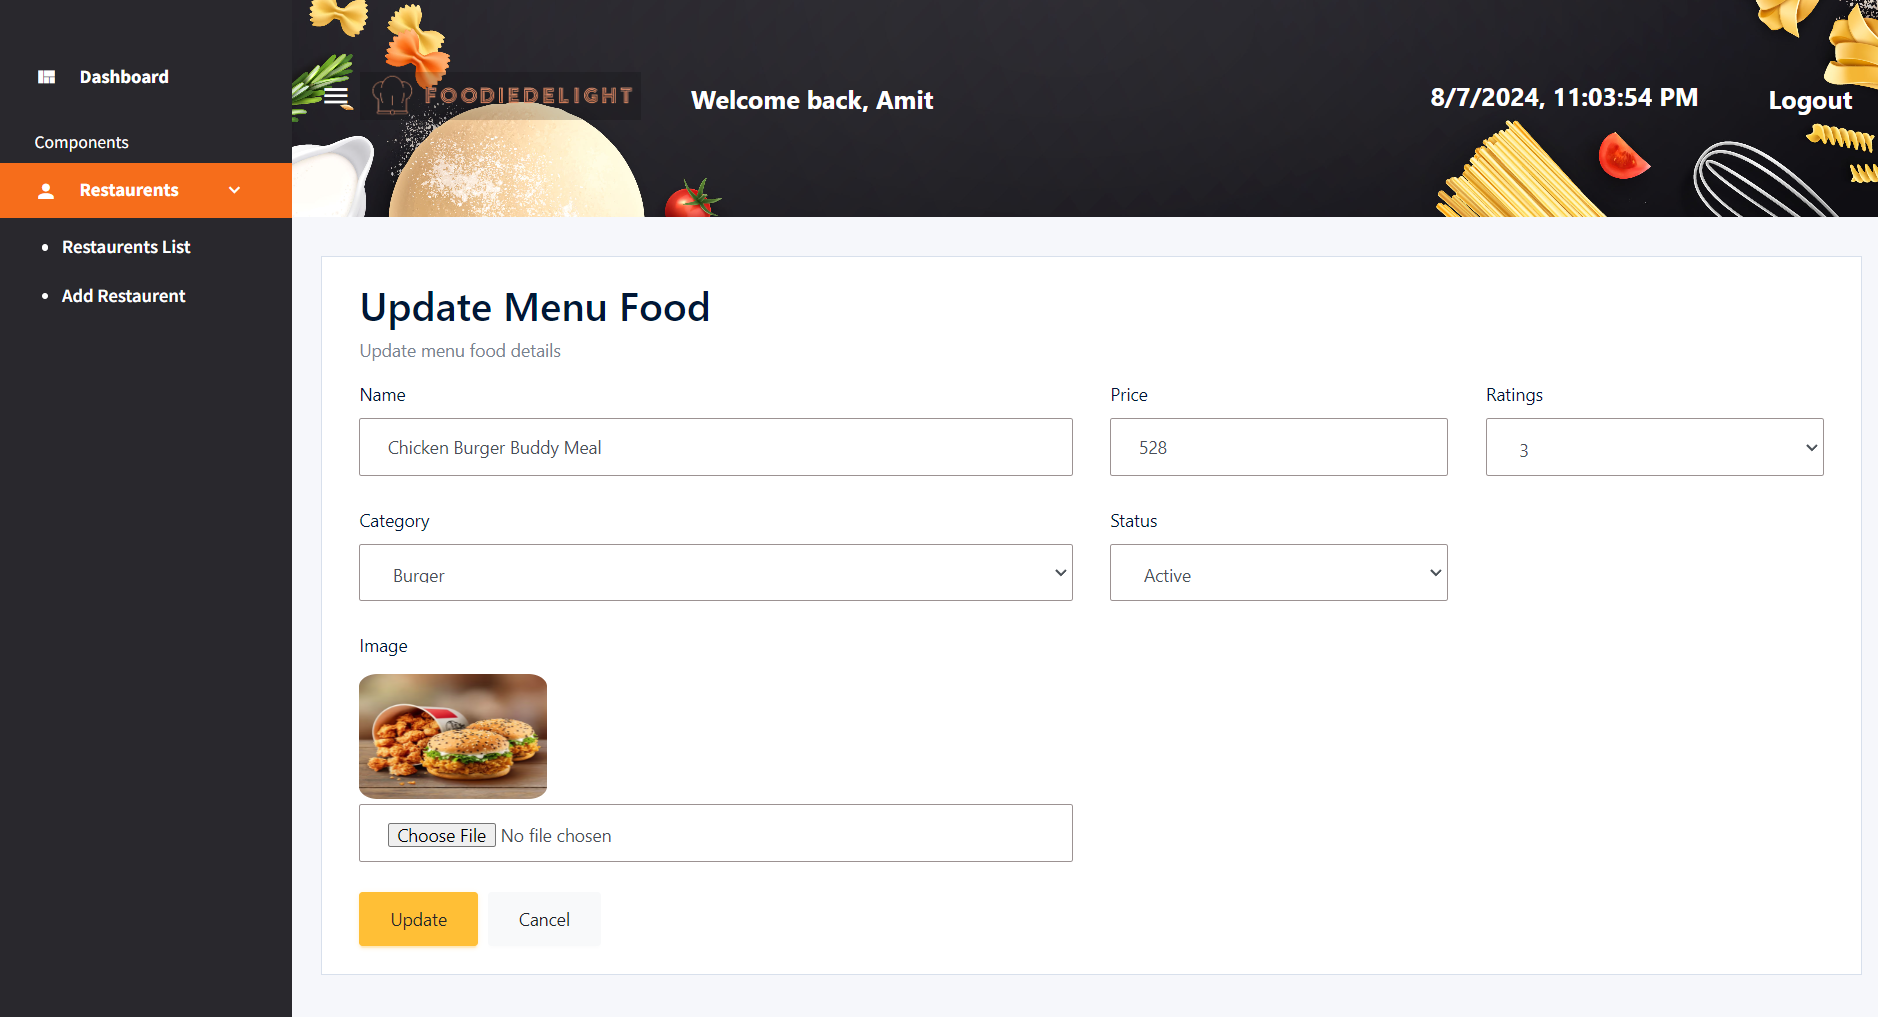 Dashboard
Components
Restaurents
Restaurents List
Add Restaurent
FOODIEDELIGHT
Welcome back, Amit
8/7/2024, 11:03:54 PM
Logout
Update Menu Food
Update menu food details
Name
Price
Ratings
Chicken Burger Buddy Meal
528
3
Category
Status
Burger
Active
Image
Choose File No file chosen
Update
Cancel